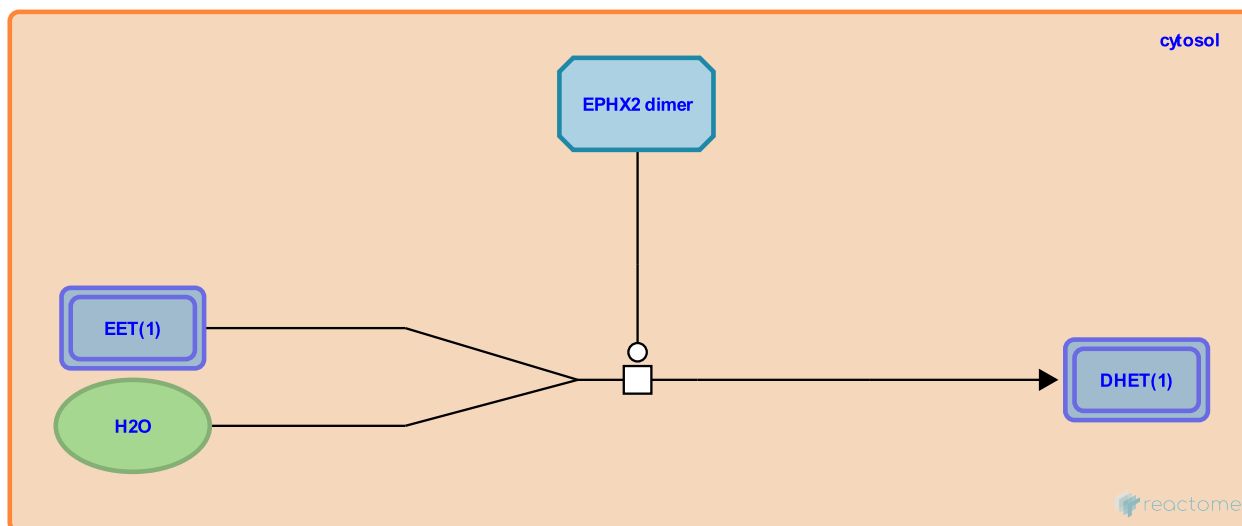 cytosol
EPHX2 dimer
EET(1)
H2O
DHET(1)
reactome